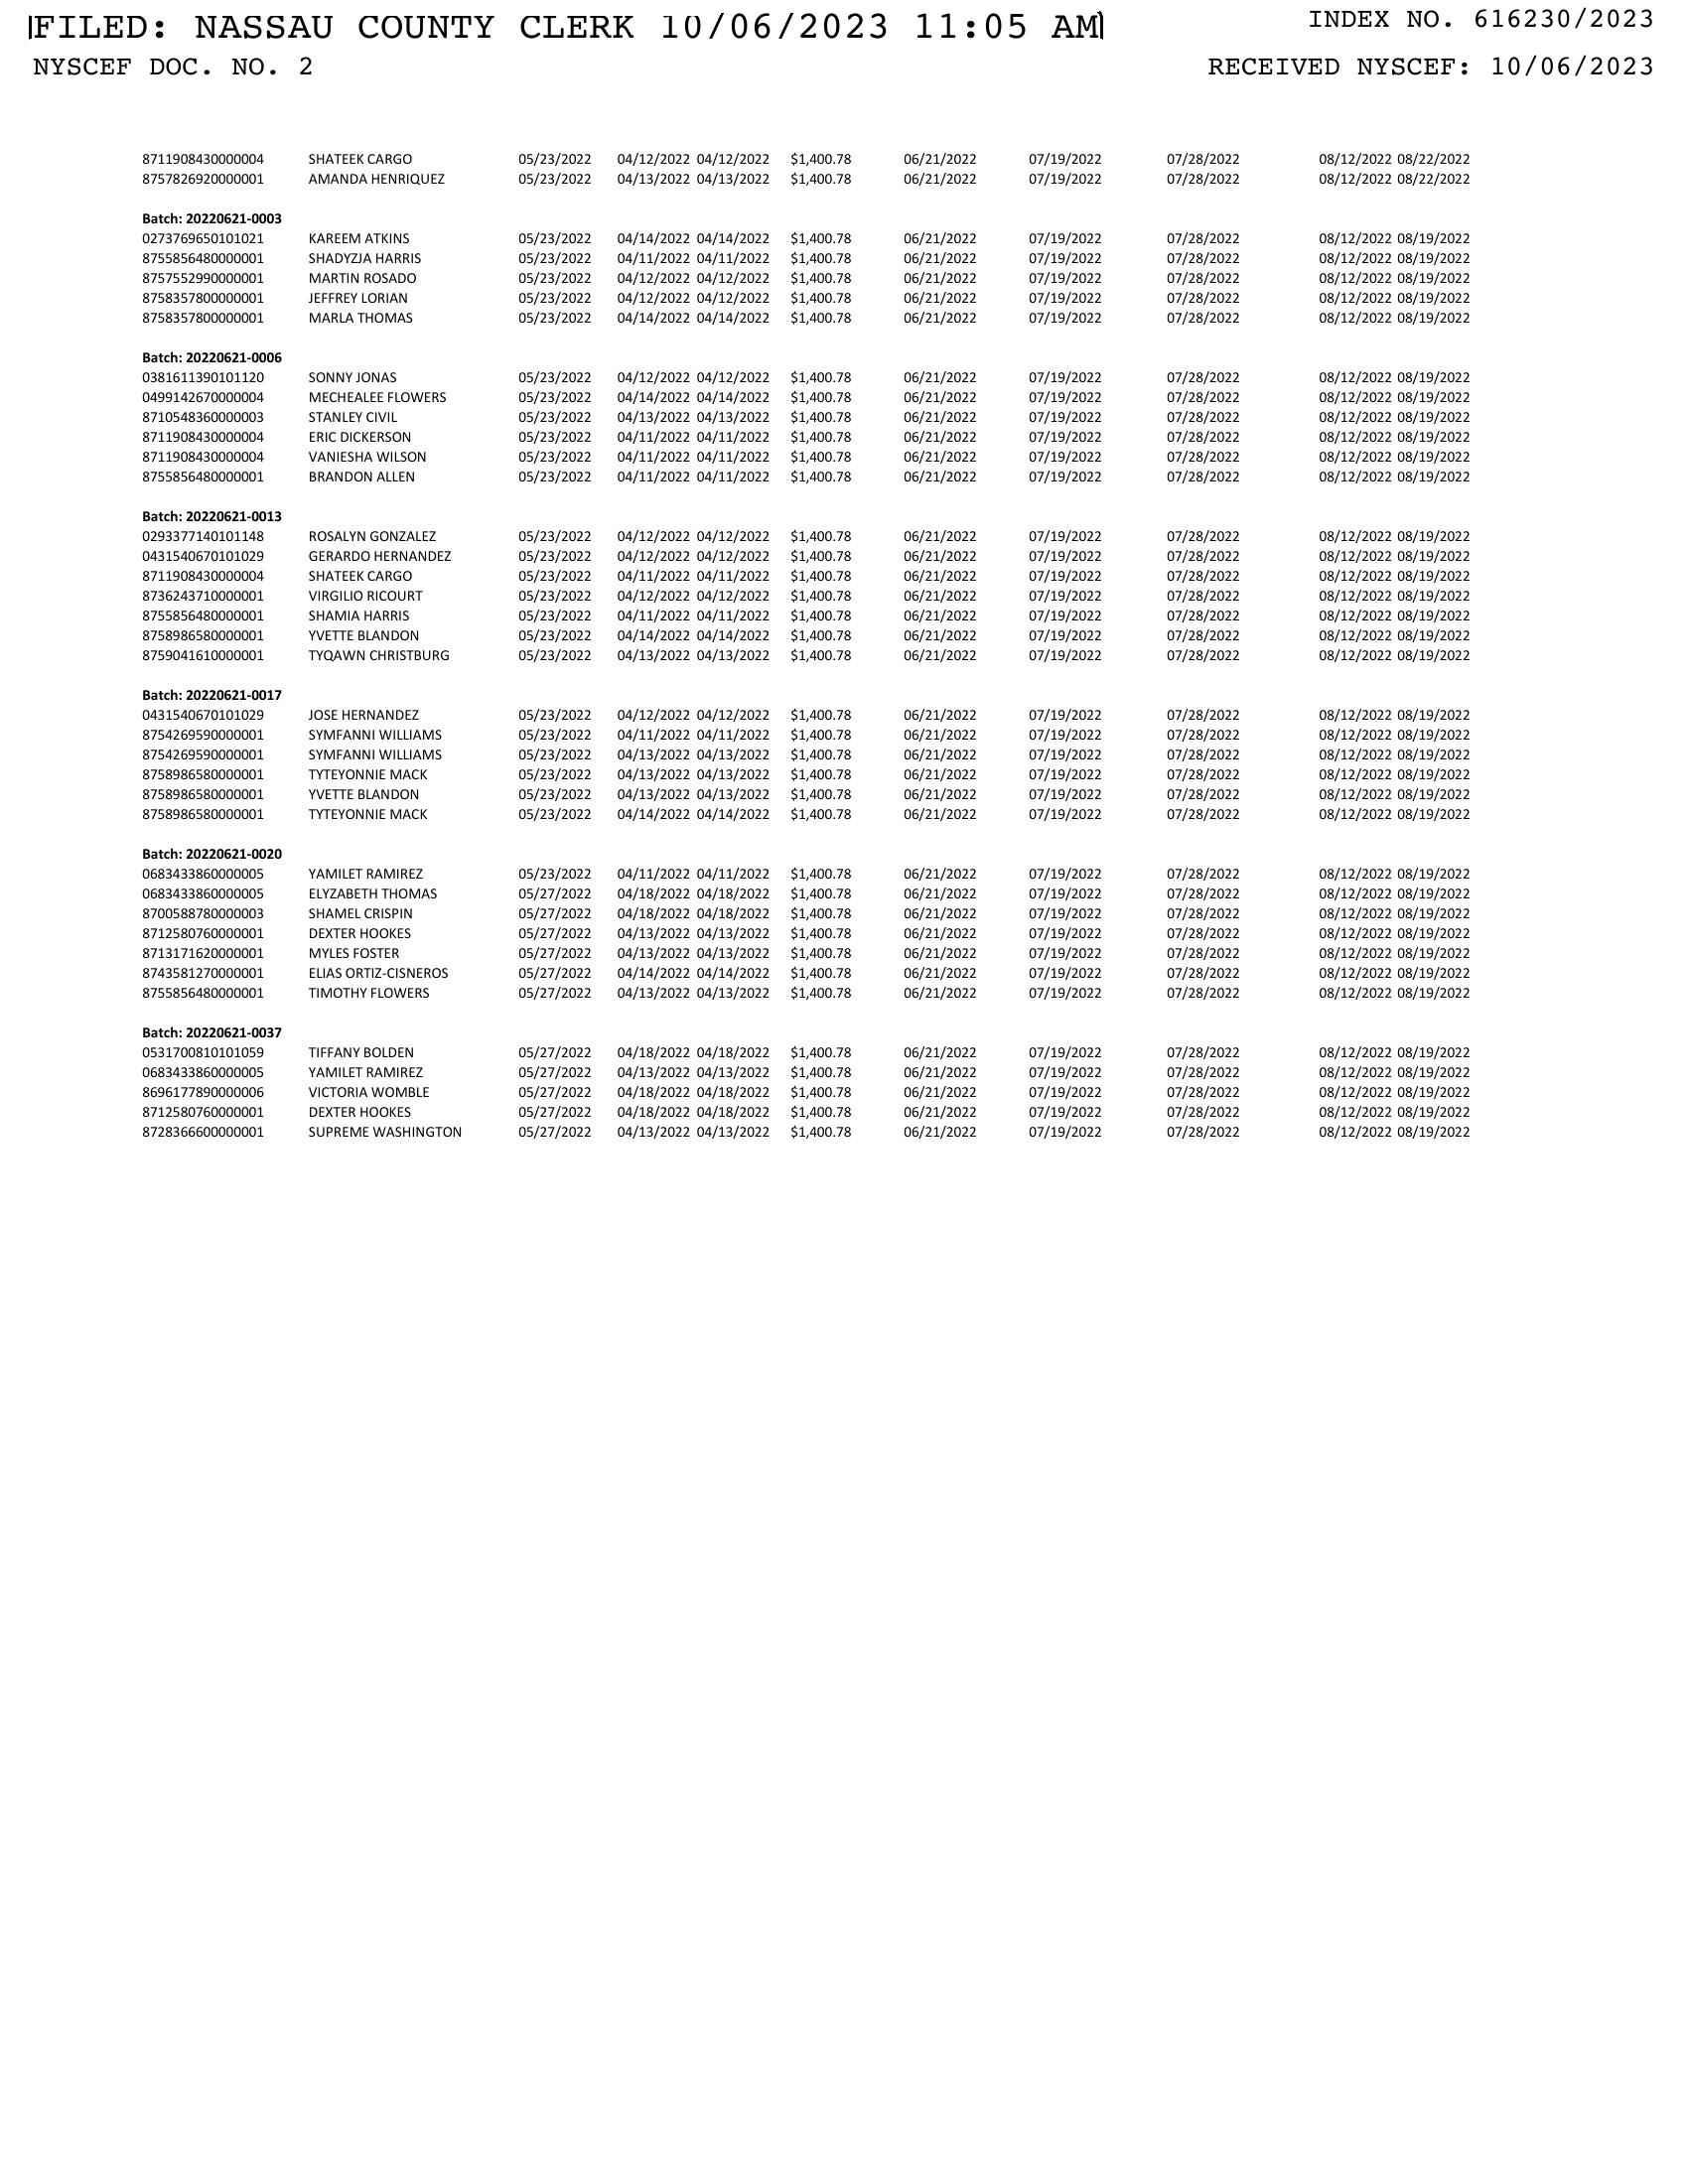 FILED: NASSAU COUNTY CLERK 10/06/2023 11:05 AM INDEX NO. 616230/2023
NYSCEF DOC. NO. 2 RECEIVED NYSCEF: 10/06/2023
8711908430000004 SHATEEK CARGO 05/23/2022 04/12/2022 04/12/2022 $1,400.78 06/21/2022 07/19/2022 07/28/2022 08/12/2022 08/22/2022
8757826920000001 AMANDA HENRIQUEZ 05/23/2022 04/13/2022 04/13/2022 $1,400.78 06/21/2022 07/19/2022 07/28/2022 08/12/2022 08/22/2022
Batch: 20220621-0003
0273769650101021 KAREEM ATKINS 05/23/2022 04/14/2022 04/14/2022 $1,400.78 06/21/2022 07/19/2022 07/28/2022 08/12/2022 08/19/2022
8755856480000001 SHADYZJA HARRIS 05/23/2022 04/11/2022 04/11/2022 $1,400.78 06/21/2022 07/19/2022 07/28/2022 08/12/2022 08/19/2022
8757552990000001 MARTIN ROSADO 05/23/2022 04/12/2022 04/12/2022 $1,400.78 06/21/2022 07/19/2022 07/28/2022 08/12/2022 08/19/2022
8758357800000001 JEFFREY LORIAN 05/23/2022 04/12/2022 04/12/2022 $1,400.78 06/21/2022 07/19/2022 07/28/2022 08/12/2022 08/19/2022
8758357800000001 MARLA THOMAS 05/23/2022 04/14/2022 04/14/2022 $1,400.78 06/21/2022 07/19/2022 07/28/2022 08/12/2022 08/19/2022
Batch: 20220621-0006
0381611390101120 SONNY JONAS 05/23/2022 04/12/2022 04/12/2022 $1,400.78 06/21/2022 07/19/2022 07/28/2022 08/12/2022 08/19/2022
0499142670000004 MECHEALEE FLOWERS 05/23/2022 04/14/2022 04/14/2022 $1,400.78 06/21/2022 07/19/2022 07/28/2022 08/12/2022 08/19/2022
8710548360000003 STANLEY CIVIL 05/23/2022 04/13/2022 04/13/2022 $1,400.78 06/21/2022 07/19/2022 07/28/2022 08/12/2022 08/19/2022
8711908430000004 ERIC DICKERSON 05/23/2022 04/11/2022 04/11/2022 $1,400.78 06/21/2022 07/19/2022 07/28/2022 08/12/2022 08/19/2022
8711908430000004 VANIESHA WILSON 05/23/2022 04/11/2022 04/11/2022 $1,400.78 06/21/2022 07/19/2022 07/28/2022 08/12/2022 08/19/2022
8755856480000001 BRANDON ALLEN 05/23/2022 04/11/2022 04/11/2022 $1,400.78 06/21/2022 07/19/2022 07/28/2022 08/12/2022 08/19/2022
Batch: 20220621-0013
0293377140101148 ROSALYN GONZALEZ 05/23/2022 04/12/2022 04/12/2022 $1,400.78 06/21/2022 07/19/2022 07/28/2022 08/12/2022 08/19/2022
0431540670101029 GERARDO HERNANDEZ 05/23/2022 04/12/2022 04/12/2022 $1,400.78 06/21/2022 07/19/2022 07/28/2022 08/12/2022 08/19/2022
8711908430000004 SHATEEK CARGO 05/23/2022 04/11/2022 04/11/2022 $1,400.78 06/21/2022 07/19/2022 07/28/2022 08/12/2022 08/19/2022
8736243710000001 VIRGILIO RICOURT 05/23/2022 04/12/2022 04/12/2022 $1,400.78 06/21/2022 07/19/2022 07/28/2022 08/12/2022 08/19/2022
8755856480000001 SHAMIA HARRIS 05/23/2022 04/11/2022 04/11/2022 $1,400.78 06/21/2022 07/19/2022 07/28/2022 08/12/2022 08/19/2022
8758986580000001 YVETTE BLANDON 05/23/2022 04/14/2022 04/14/2022 $1,400.78 06/21/2022 07/19/2022 07/28/2022 08/12/2022 08/19/2022
8759041610000001 TYQAWN CHRISTBURG 05/23/2022 04/13/2022 04/13/2022 $1,400.78 06/21/2022 07/19/2022 07/28/2022 08/12/2022 08/19/2022
Batch: 20220621-0017
0431540670101029 JOSE HERNANDEZ 05/23/2022 04/12/2022 04/12/2022 $1,400.78 06/21/2022 07/19/2022 07/28/2022 08/12/2022 08/19/2022
8754269590000001 SYMFANNI WILLIAMS 05/23/2022 04/11/2022 04/11/2022 $1,400.78 06/21/2022 07/19/2022 07/28/2022 08/12/2022 08/19/2022
8754269590000001 SYMFANNI WILLIAMS 05/23/2022 04/13/2022 04/13/2022 $1,400.78 06/21/2022 07/19/2022 07/28/2022 08/12/2022 08/19/2022
8758986580000001 TYTEYONNIE MACK 05/23/2022 04/13/2022 04/13/2022 $1,400.78 06/21/2022 07/19/2022 07/28/2022 08/12/2022 08/19/2022
8758986580000001 YVETTE BLANDON 05/23/2022 04/13/2022 04/13/2022 $1,400.78 06/21/2022 07/19/2022 07/28/2022 08/12/2022 08/19/2022
8758986580000001 TYTEYONNIE MACK 05/23/2022 04/14/2022 04/14/2022 $1,400.78 06/21/2022 07/19/2022 07/28/2022 08/12/2022 08/19/2022
Batch: 20220621-0020
0683433860000005 YAMILET RAMIREZ 05/23/2022 04/11/2022 04/11/2022 $1,400.78 06/21/2022 07/19/2022 07/28/2022 08/12/2022 08/19/2022
0683433860000005 ELYZABETH THOMAS 05/27/2022 04/18/2022 04/18/2022 $1,400.78 06/21/2022 07/19/2022 07/28/2022 08/12/2022 08/19/2022
8700588780000003 SHAMEL CRISPIN 05/27/2022 04/18/2022 04/18/2022 $1,400.78 06/21/2022 07/19/2022 07/28/2022 08/12/2022 08/19/2022
8712580760000001 DEXTER HOOKES 05/27/2022 04/13/2022 04/13/2022 $1,400.78 06/21/2022 07/19/2022 07/28/2022 08/12/2022 08/19/2022
8713171620000001 MYLES FOSTER 05/27/2022 04/13/2022 04/13/2022 $1,400.78 06/21/2022 07/19/2022 07/28/2022 08/12/2022 08/19/2022
8743581270000001 ELIAS ORTIZ-CISNEROS 05/27/2022 04/14/2022 04/14/2022 $1,400.78 06/21/2022 07/19/2022 07/28/2022 08/12/2022 08/19/2022
8755856480000001 TIMOTHY FLOWERS 05/27/2022 04/13/2022 04/13/2022 $1,400.78 06/21/2022 07/19/2022 07/28/2022 08/12/2022 08/19/2022
Batch: 20220621-0037
0531700810101059 TIFFANY BOLDEN 05/27/2022 04/18/2022 04/18/2022 $1,400.78 06/21/2022 07/19/2022 07/28/2022 08/12/2022 08/19/2022
0683433860000005 YAMILET RAMIREZ 05/27/2022 04/13/2022 04/13/2022 $1,400.78 06/21/2022 07/19/2022 07/28/2022 08/12/2022 08/19/2022
8696177890000006 VICTORIA WOMBLE 05/27/2022 04/18/2022 04/18/2022 $1,400.78 06/21/2022 07/19/2022 07/28/2022 08/12/2022 08/19/2022
8712580760000001 DEXTER HOOKES 05/27/2022 04/18/2022 04/18/2022 $1,400.78 06/21/2022 07/19/2022 07/28/2022 08/12/2022 08/19/2022
8728366600000001 SUPREME WASHINGTON 05/27/2022 04/13/2022 04/13/2022 $1,400.78 06/21/2022 07/19/2022 07/28/2022 08/12/2022 08/19/2022